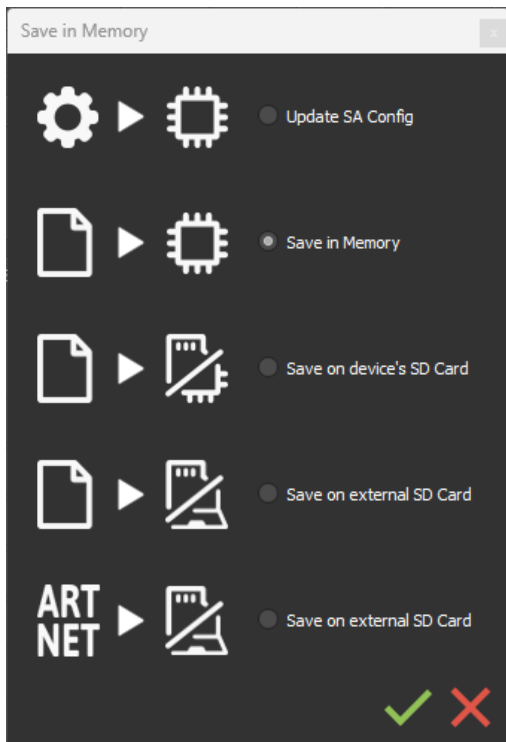 Save in Memory
x
Update SA Config
Save in Memory
Save on device's SD Card
Save on external SD Card
ART
NET
Save on external SD Card